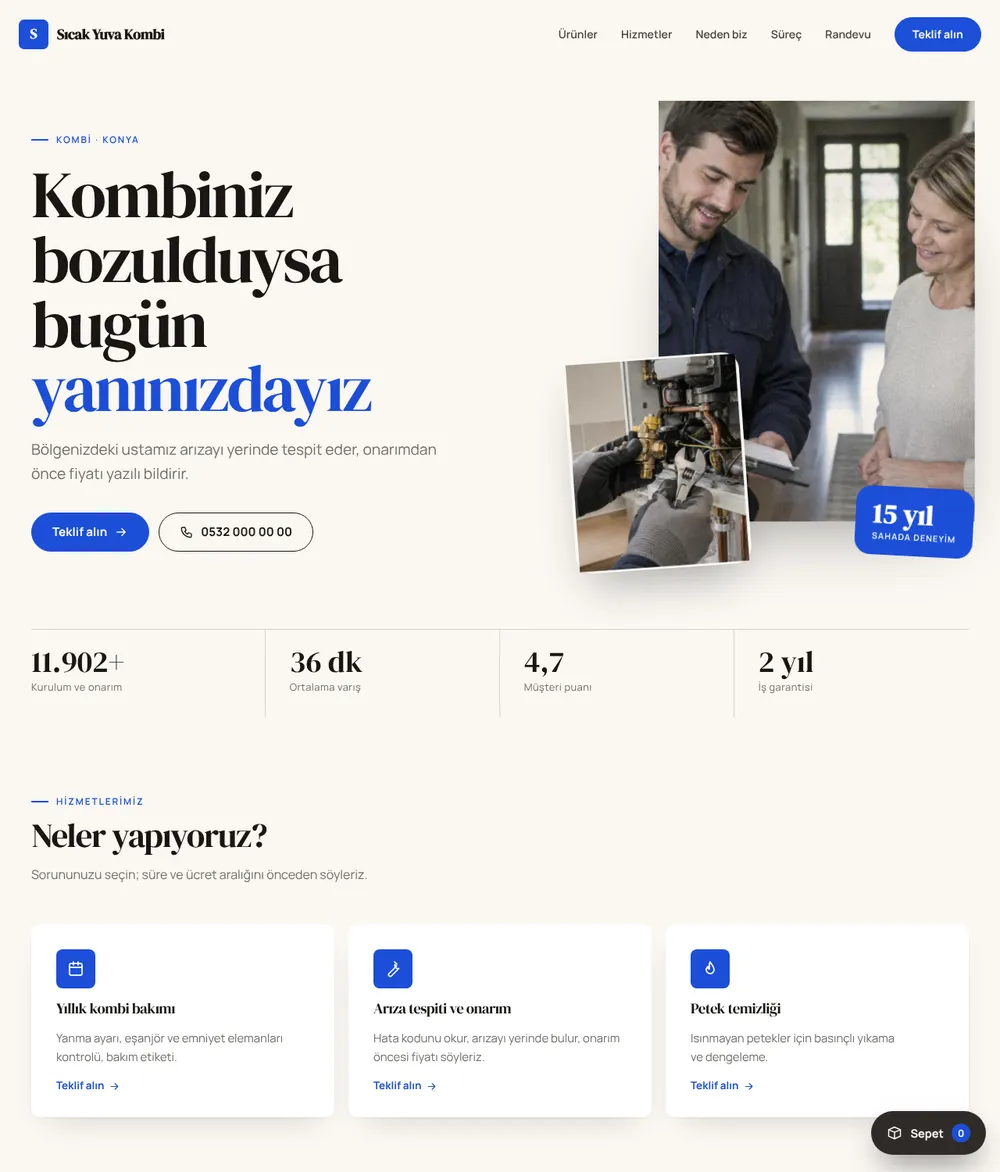 S Sıcak Yuva Kombi
Ürünler Hizmetler Neden biz Süreç Randevu Teklif alın
KOMBİ · KONYA
Kombiniz
bozulduysa
bugün
yanınızdayız
Bölgenizdeki ustamız arızayı yerinde tespit eder, onarımdan
önce fiyatı yazılı bildirir.
Teklif alın →
0532 000 00 00
15 yıl
SAHADA DENEYİM
11.902+
Kurulum ve onarım
36 dk
Ortalama varış
4,7
Müşteri puanı
2 yıl
İş garantisi
HİZMETLERİMİZ
Neler yapıyoruz?
Sorununuzu seçin; süre ve ücret aralığını önceden söyleriz.
Yıllık kombi bakımı
Yanma ayarı, eşanjör ve emniyet elemanları
kontrolü, bakım etiketi.
Teklif alın →
Arıza tespiti ve onarım
Hata kodunu okur, arızayı yerinde bulur, onarım
öncesi fiyatı söyleriz.
Teklif alın →
Petek temizliği
Isınmayan petekler için basınçlı yıkama
ve dengeleme.
Teklif alın →
Sepet 0